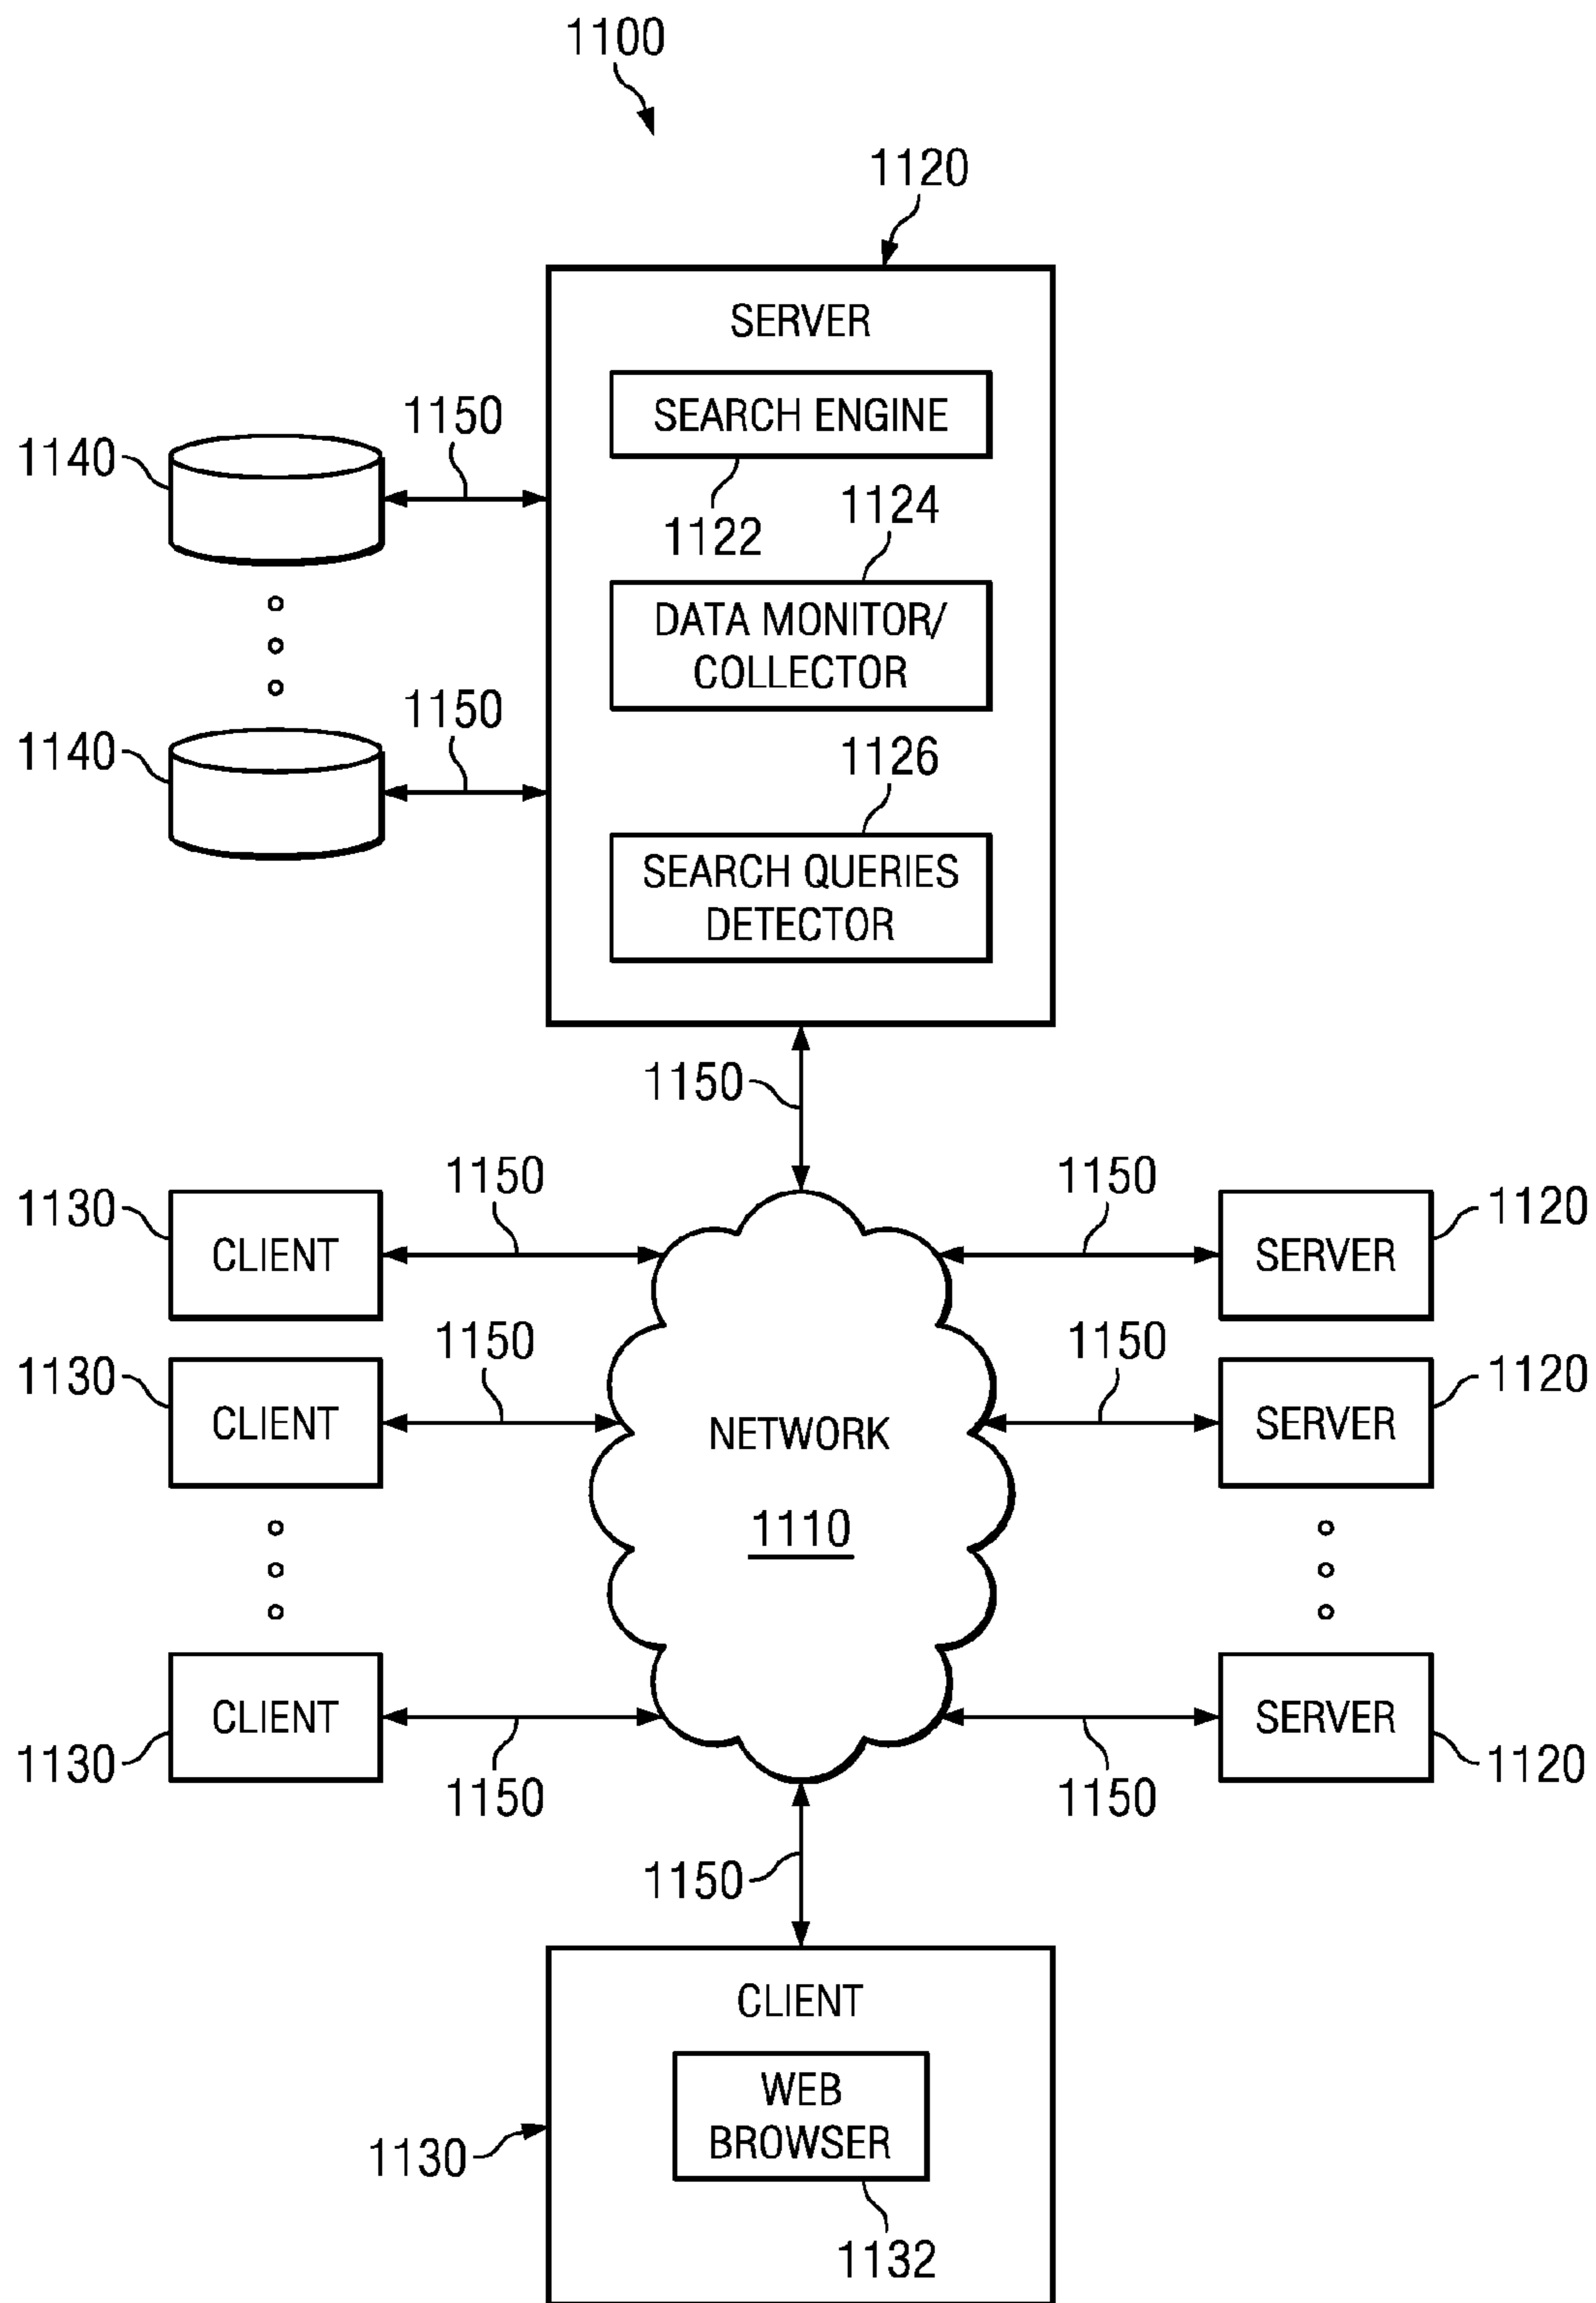 1100
1120
SERVER
SEARCH ENGINE
1122
1150
1140
1124
DATA MONITOR/
COLLECTOR
1150
1140
1126
SEARCH QUERIES
DETECTOR
1150
1130
CLIENT
1150
1150
SERVER
1120
1130
CLIENT
1150
1150
SERVER
1120
NETWORK
1110
1130
CLIENT
1150
1150
SERVER
1120
1150
CLIENT
WEB
BROWSER
1130
1132